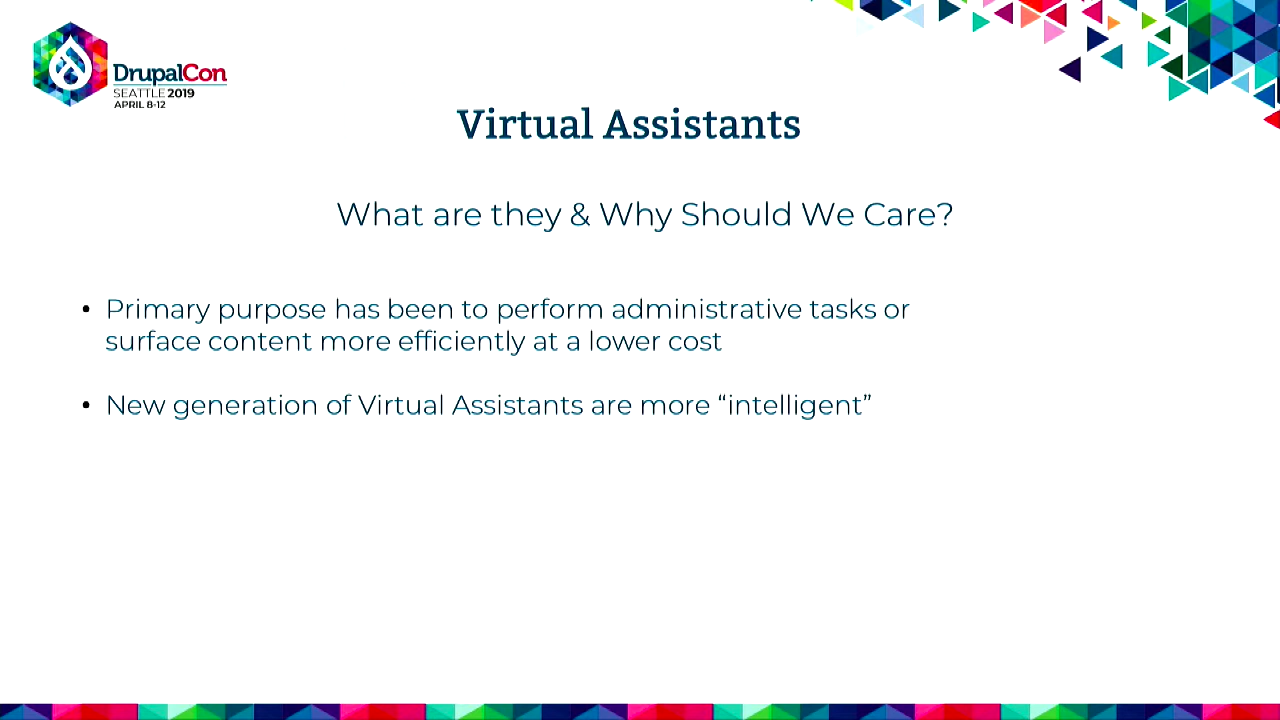 DrupalCon
SEATTLE 2019
APRIL 8-12
Virtual Assistants
What are they & Why Should We Care?
• Primary purpose has been to perform administrative tasks or
surface content more efficiently at a lower cost
• New generation of Virtual Assistants are more “intelligent”